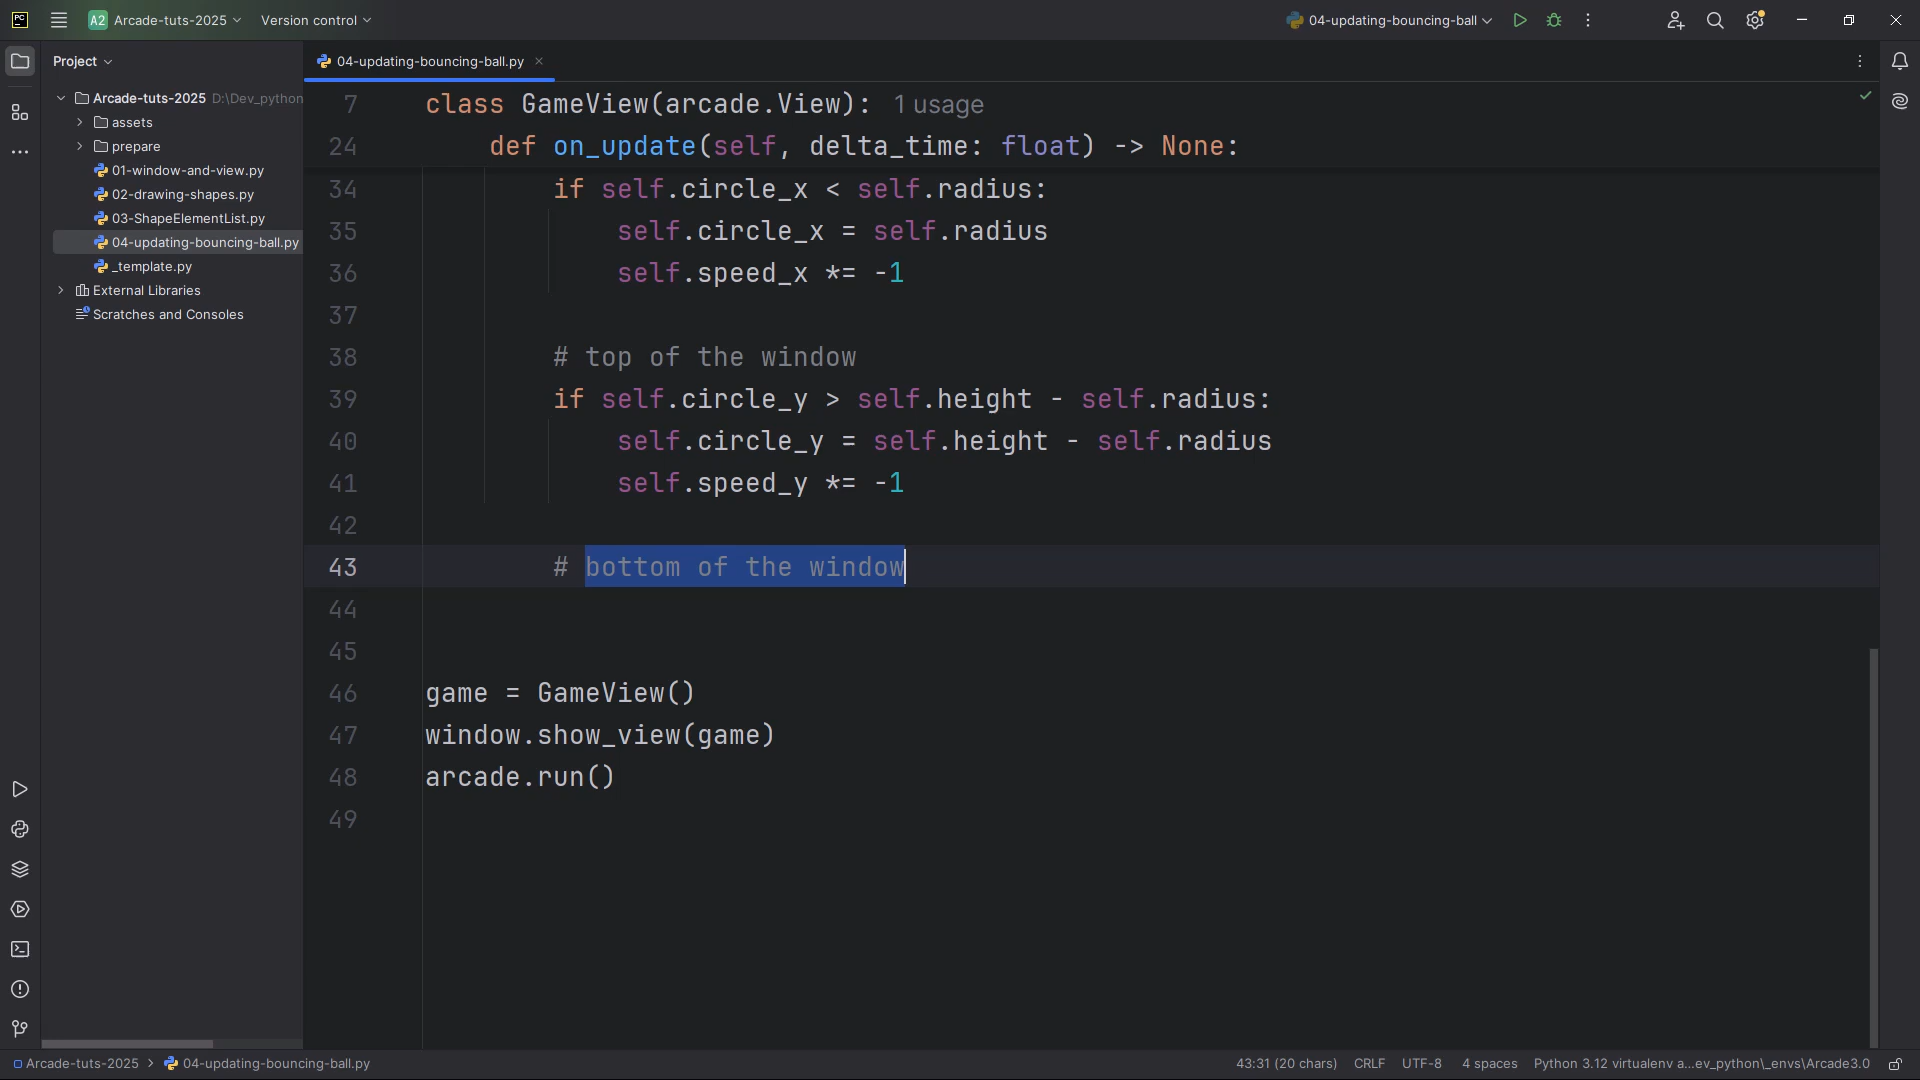 PC
A2 Arcade-tuts-2025
Version control
04-updating-bouncing-ball
Project
04-updating-bouncing-ball.py
Arcade-tuts-2025 D:\Dev_python
assets
prepare
01-window-and-view.py
02-drawing-shapes.py
03-ShapeElementList.py
04-updating-bouncing-ball.py
_template.py
External Libraries
Scratches and Consoles
7 class GameView(arcade.View): 1 usage
24 def on_update(self, delta_time: float) -> None:
34 if self.circle_x < self.radius:
35 self.circle_x = self.radius
36 self.speed_x *= -1
37
38 # top of the window
39 if self.circle_y > self.height - self.radius:
40 self.circle_y = self.height - self.radius
41 self.speed_y *= -1
42
43 # bottom of the window
44
45
46 game = GameView()
47 window.show_view(game)
48 arcade.run()
49
Arcade-tuts-2025 > 04-updating-bouncing-ball.py
43:31 (20 chars) CRLF UTF-8 4 spaces Python 3.12 virtualenv a...ev_python\_envs\Arcade3.0